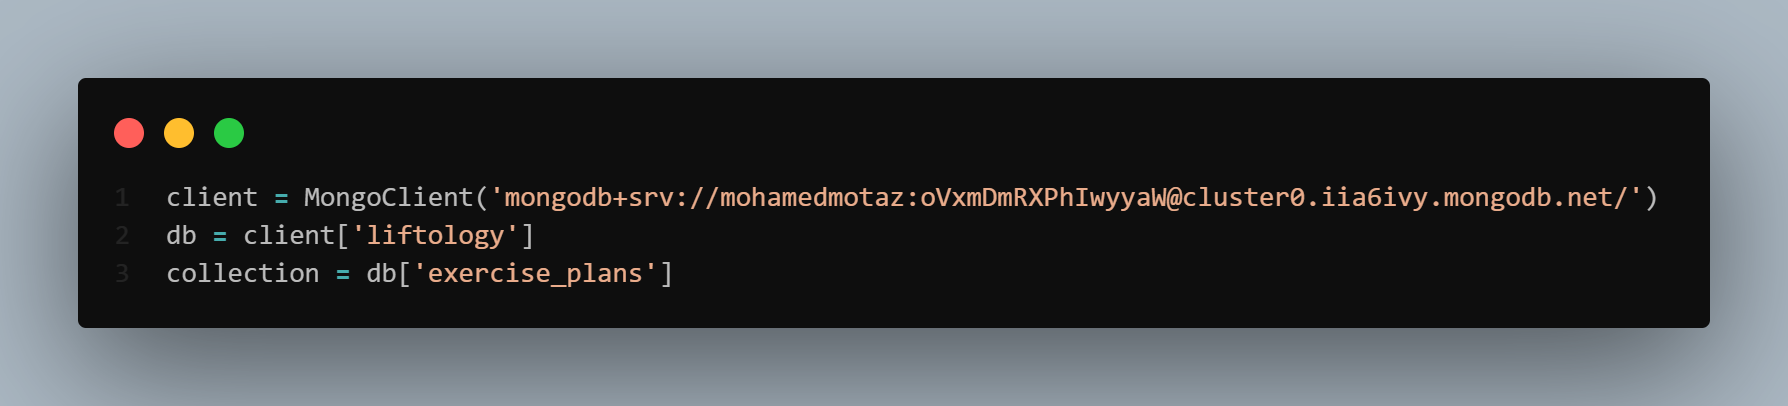 1 client = MongoClient('mongodb+srv://mohamedmotaz:oVxmDmRXPhIwyyaW@cluster0.iia6ivy.mongodb.net/')
2 db = client['liftology']
3 collection = db['exercise_plans']